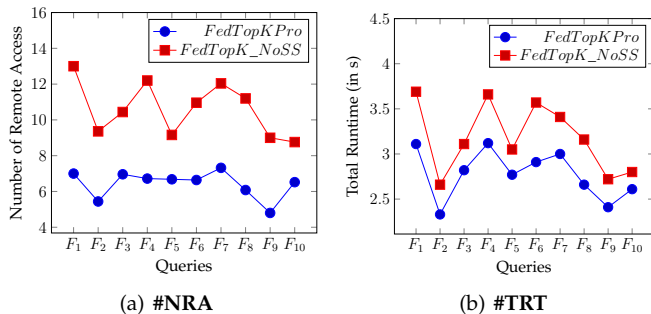 16
14
12
10
8
6
4
Number of Remote Access
FedTopKPro
FedTopK_NoSS
F1 F2 F3 F4 F5 F6 F7 F8 F9 F10
Queries
(a) #NRA
4.5
4
3.5
3
2.5
Total Runtime (in s)
FedTopKPro
FedTopK_NoSS
F1 F2 F3 F4 F5 F6 F7 F8 F9 F10
Queries
(b) #TRT